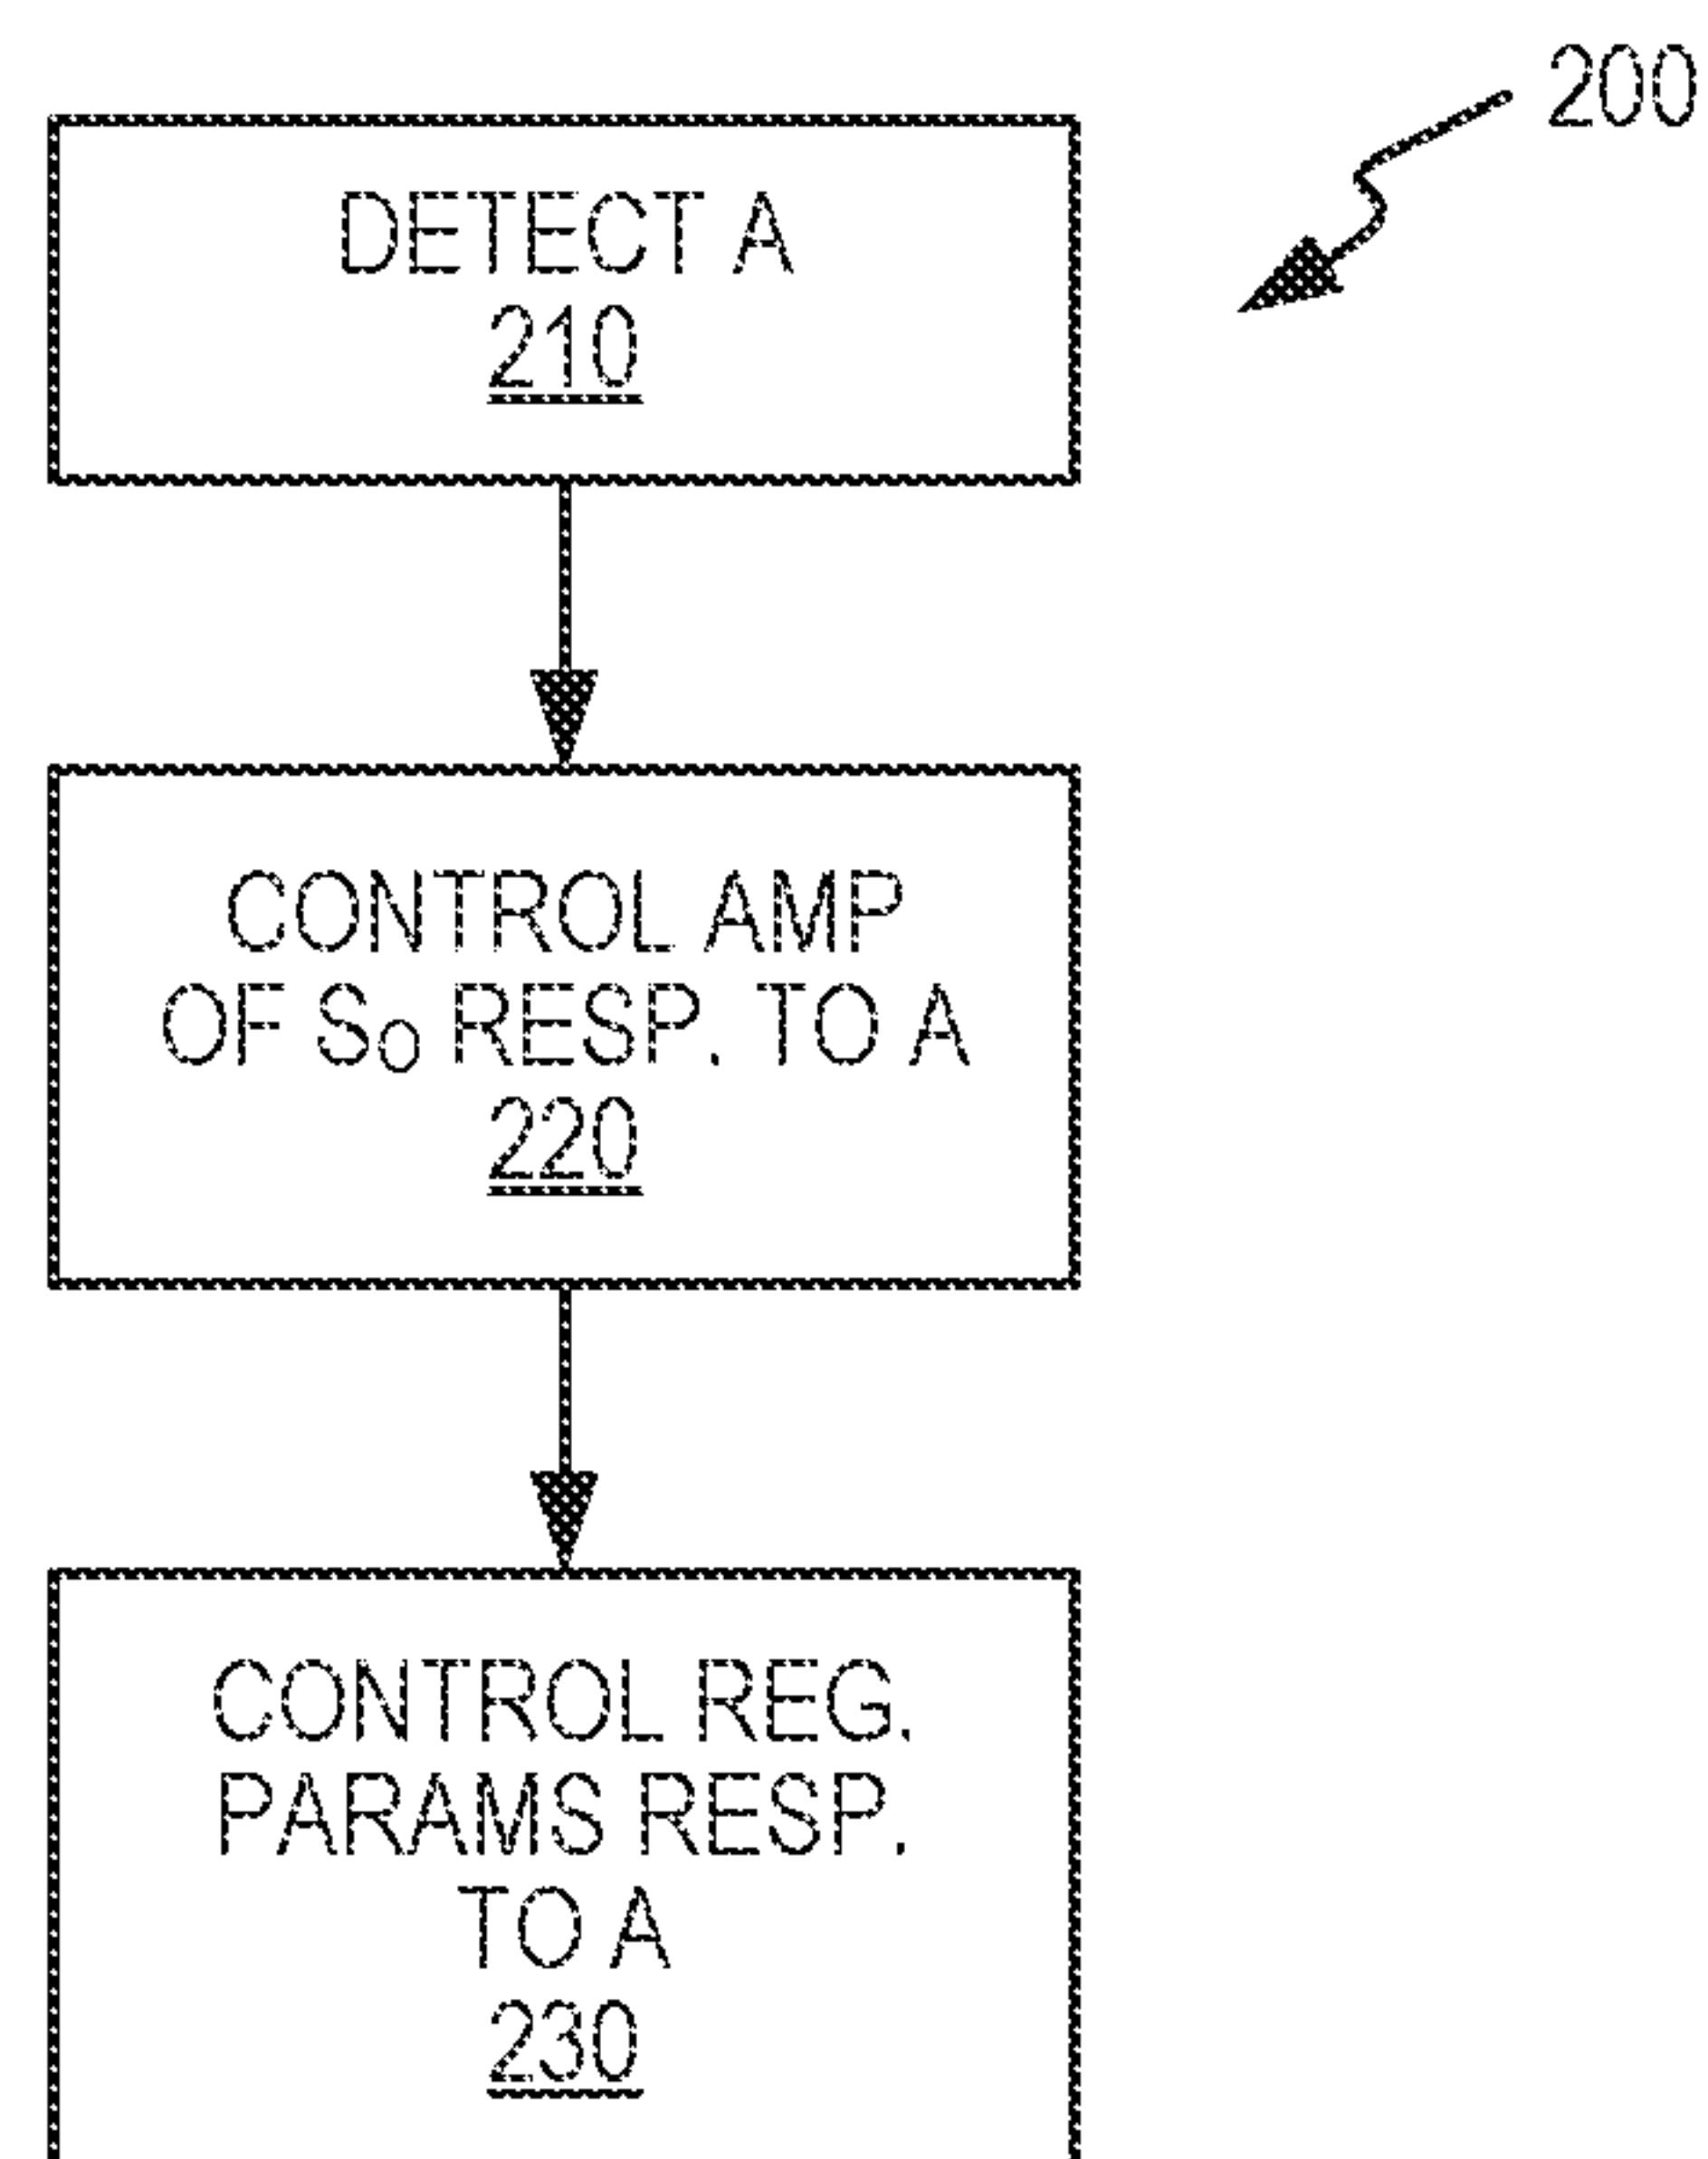 200
DETECT A
210
CONTROL AMP
OF S₀ RESP. TO A
220
CONTROL REG.
PARAMS RESP.
TO A
230